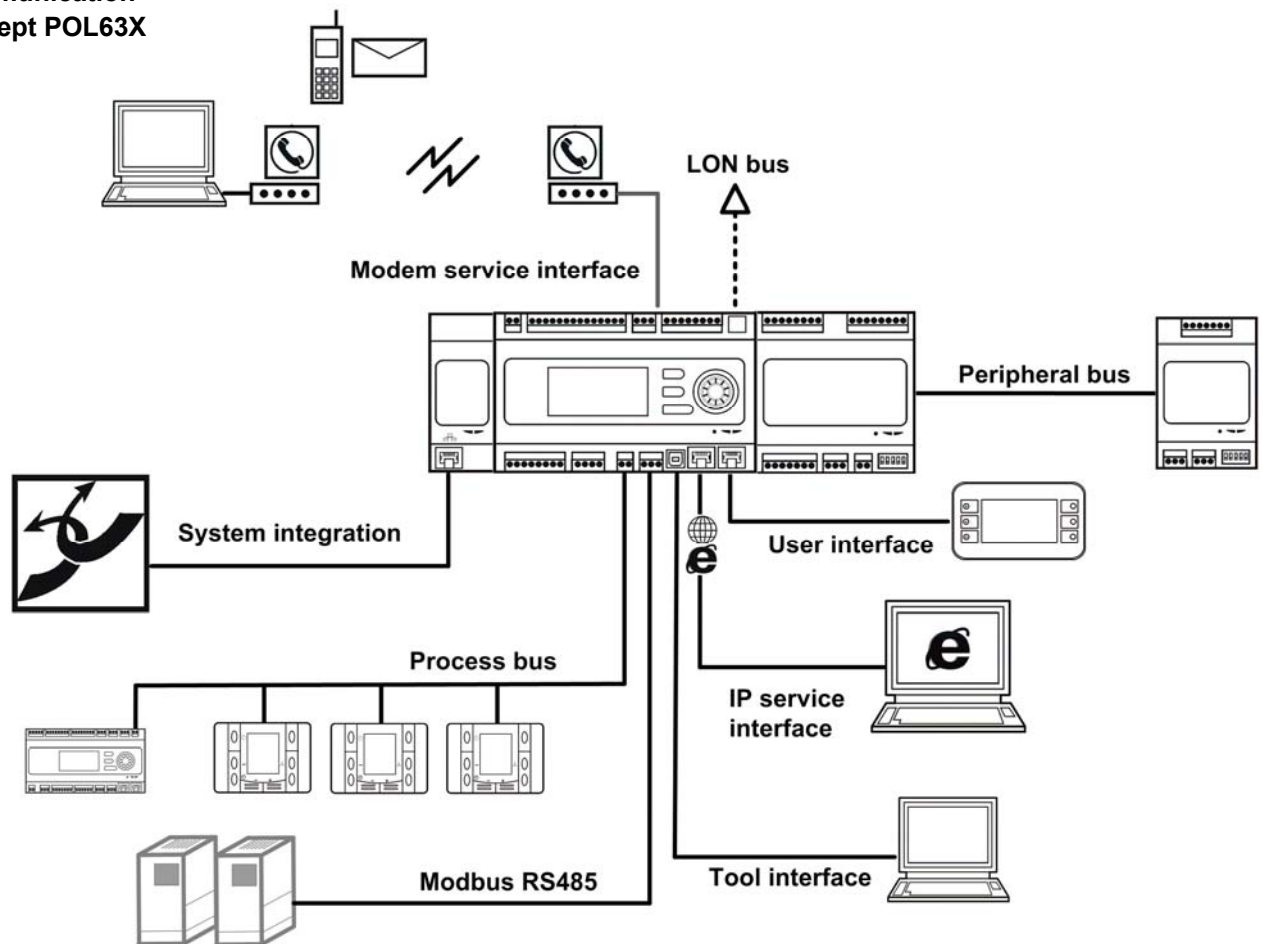 ept POL63X
LON bus
Modem service interface
Peripheral bus
System integration
User interface
Process bus
IP service
interface
Modbus RS485
Tool interface